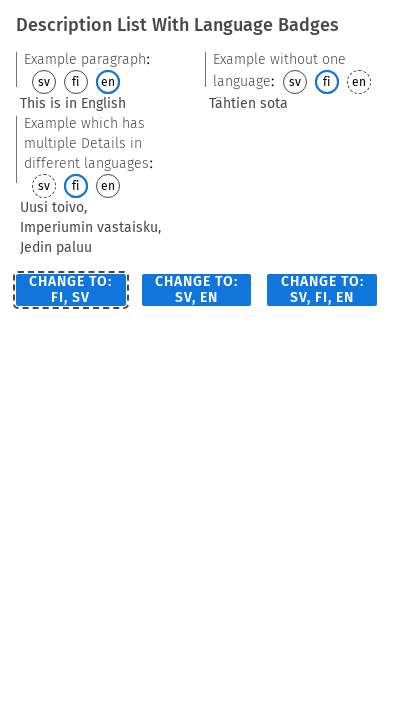 Description List With Language Badges
Example paragraph:
sv fi en
This is in English
Example without one
language: sv fi en
Tähtien sota
Example which has
multiple Details in
different languages:
sv fi en
Uusi toivo,
Imperiumin vastaisku,
Jedin paluu
CHANGE TO:
FI, SV
CHANGE TO:
SV, EN
CHANGE TO:
SV, FI, EN